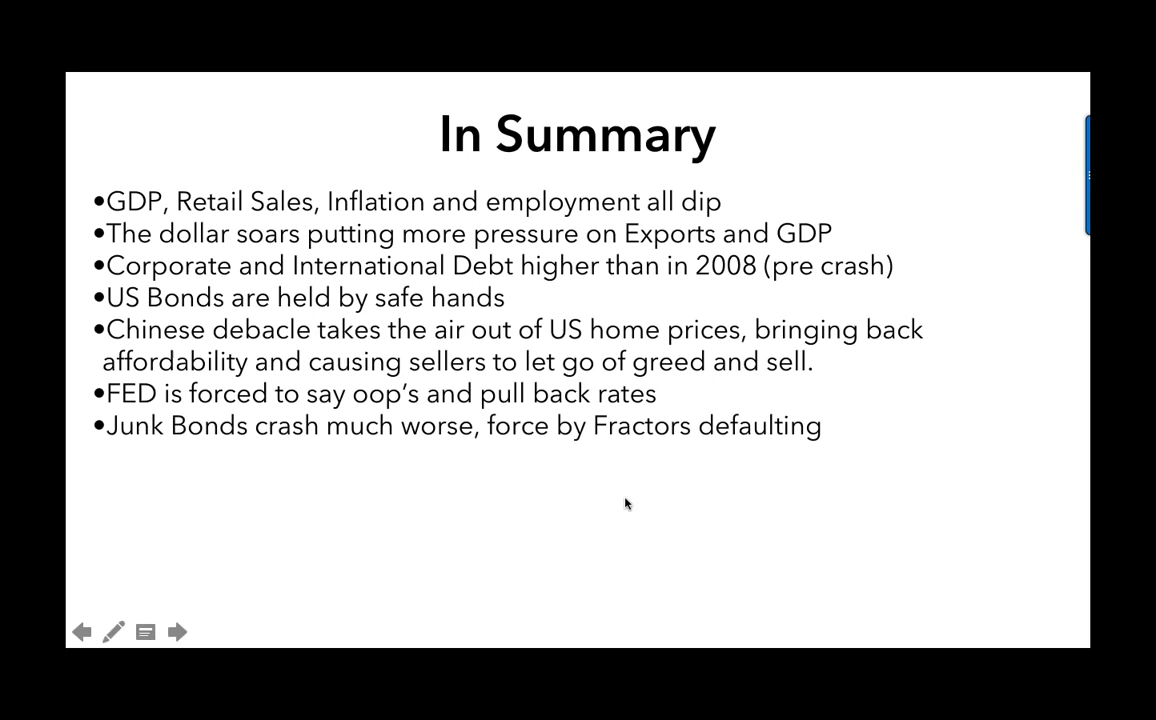 In Summary
•GDP, Retail Sales, Inflation and employment all dip
•The dollar soars putting more pressure on Exports and GDP
•Corporate and International Debt higher than in 2008 (pre crash)
•US Bonds are held by safe hands
•Chinese debacle takes the air out of US home prices, bringing back
affordability and causing sellers to let go of greed and sell.
•FED is forced to say oop’s and pull back rates
•Junk Bonds crash much worse, force by Fractors defaulting